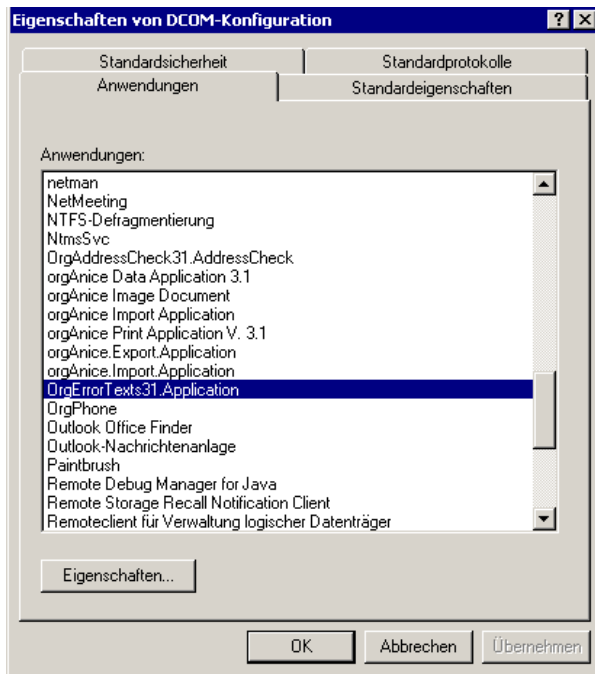 Eigenschaften von DCOM-Konfiguration
Standardsicherheit
Standardprotokolle
Anwendungen
Standardeigenschaften
Anwendungen:
netman
NetMeeting
NTFS-Defragmentierung
NtmsSvc
OrgAddressCheck31.AddressCheck
orgAnice Data Application 3.1
orgAnice Image Document
orgAnice Import Application
orgAnice Print Application V. 3.1
orgAnice.Export.Application
orgAnice.Import.Application
OrgErrorTexts31.Application
OrgPhone
Outlook Office Finder
Outlook-Nachrichtenanlage
Paintbrush
Remote Debug Manager for Java
Remote Storage Recall Notification Client
Remoteclient für Verwaltung logischer Datenträger
Eigenschaften...
OK
Abbrechen
Übernehmen